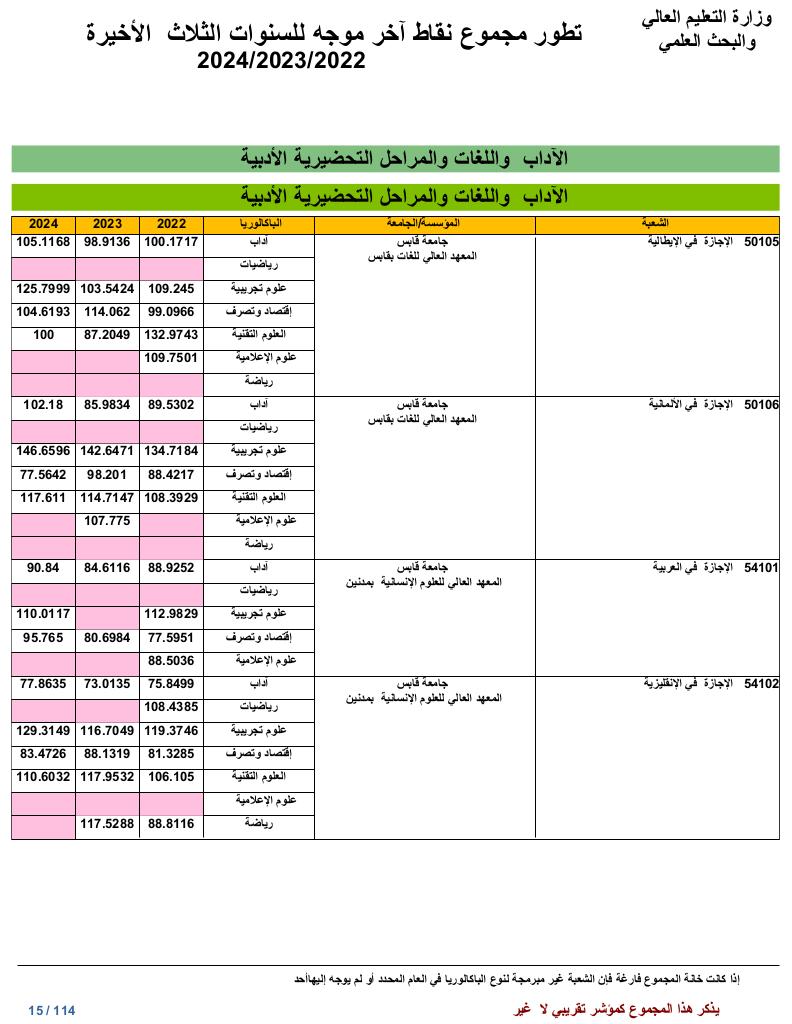 وزارة التعليم العالي
والبحث العلمي
تطور مجموع نقاط آخر موجه للسنوات الثلاث الأخيرة
2024/2023/2022
الآداب واللغات والمراحل التحضيرية الأدبية
الآداب واللغات والمراحل التحضيرية الأدبية
الشعبة المؤسسة/الجامعة الباكالوريا 2022 2023 2024
50105 الإجازة في الإيطالية جامعة قابس آداب 100.1717 98.9136 105.1168
المعهد العالي للغات بقابس
رياضيات
علوم تجريبية 109.245 103.5424 125.7999
إقتصاد وتصرف 99.0966 114.062 104.6193
العلوم التقنية 132.9743 87.2049 100
علوم الإعلامية 109.7501
رياضة
50106 الإجازة في الألمانية جامعة قابس آداب 89.5302 85.9834 102.18
المعهد العالي للغات بقابس
رياضيات
علوم تجريبية 134.7184 142.6471 146.6596
إقتصاد وتصرف 88.4217 98.201 77.5642
العلوم التقنية 108.3929 114.7147 117.611
علوم الإعلامية 107.775
رياضة
54101 الإجازة في العربية جامعة قابس آداب 88.9252 84.6116 90.84
المعهد العالي للعلوم الإنسانية بمدنين
رياضيات
علوم تجريبية 112.9829 110.0117
إقتصاد وتصرف 77.5951 80.6984 95.765
علوم الإعلامية 88.5036
54102 الإجازة في الإنقليزية جامعة قابس آداب 75.8499 73.0135 77.8635
المعهد العالي للعلوم الإنسانية بمدنين
رياضيات 108.4385
علوم تجريبية 119.3746 116.7049 129.3149
إقتصاد وتصرف 81.3285 88.1319 83.4726
العلوم التقنية 106.105 117.9532 110.6032
علوم الإعلامية
رياضة 88.8116 117.5288
إذا كانت خانة المجموع فارغة فإن الشعبة غير مبرمجة لنوع الباكالوريا في العام المحدد أو لم يوجه إليهاأحد
يذكر هذا المجموع كمؤشر تقريبي لا غير
15 / 114